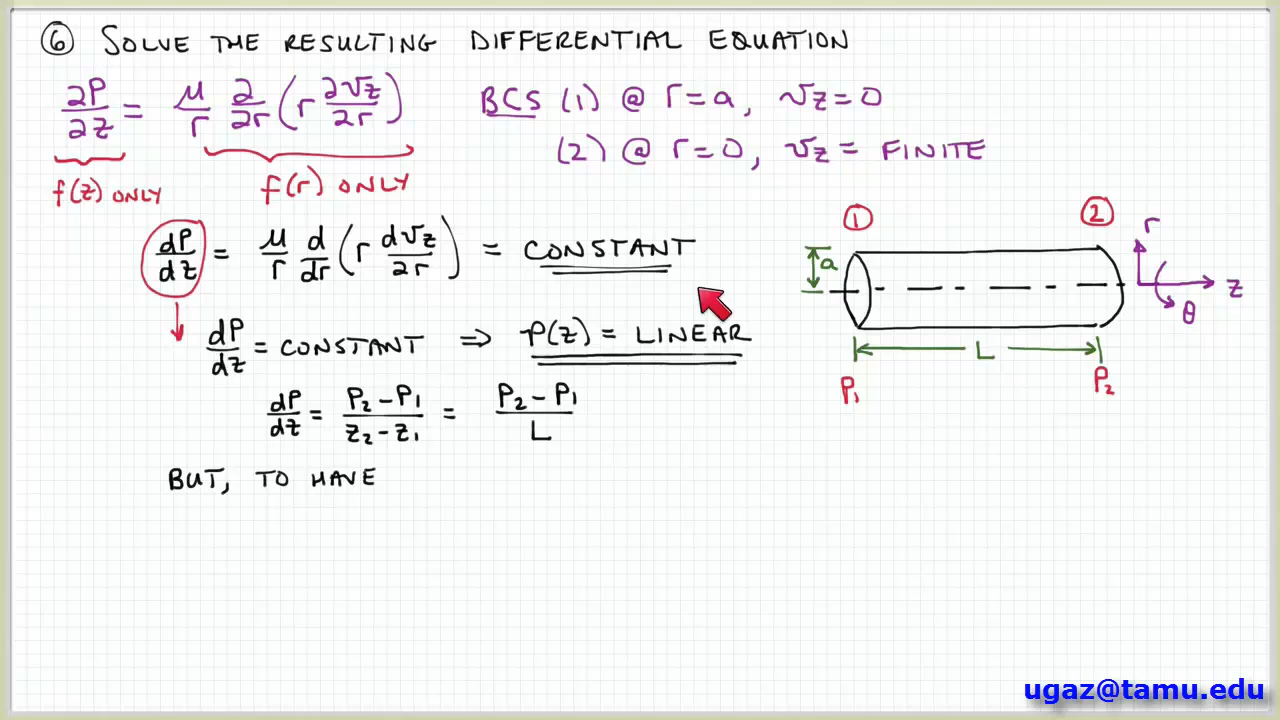 ⑥ SOLVE THE RESULTING DIFFERENTIAL EQUATION
∂P/∂z = μ/r ∂/∂r (r ∂vz/∂r) BCS (1) @ r=a, vz=0
(2) @ r=0, vz = FINITE
f(z) ONLY f(r) ONLY
dP/dz = μ/r d/dr (r dvz/∂r) = CONSTANT
① ②
a
r
z
θ
dP/dz = CONSTANT ⇒ P(z) = LINEAR
L
P₁ P₂
dP/dz = P₂ – P₁/z₂ – z₁ = P₂ – P₁/L
BUT, TO HAVE
ugaz@tamu.edu